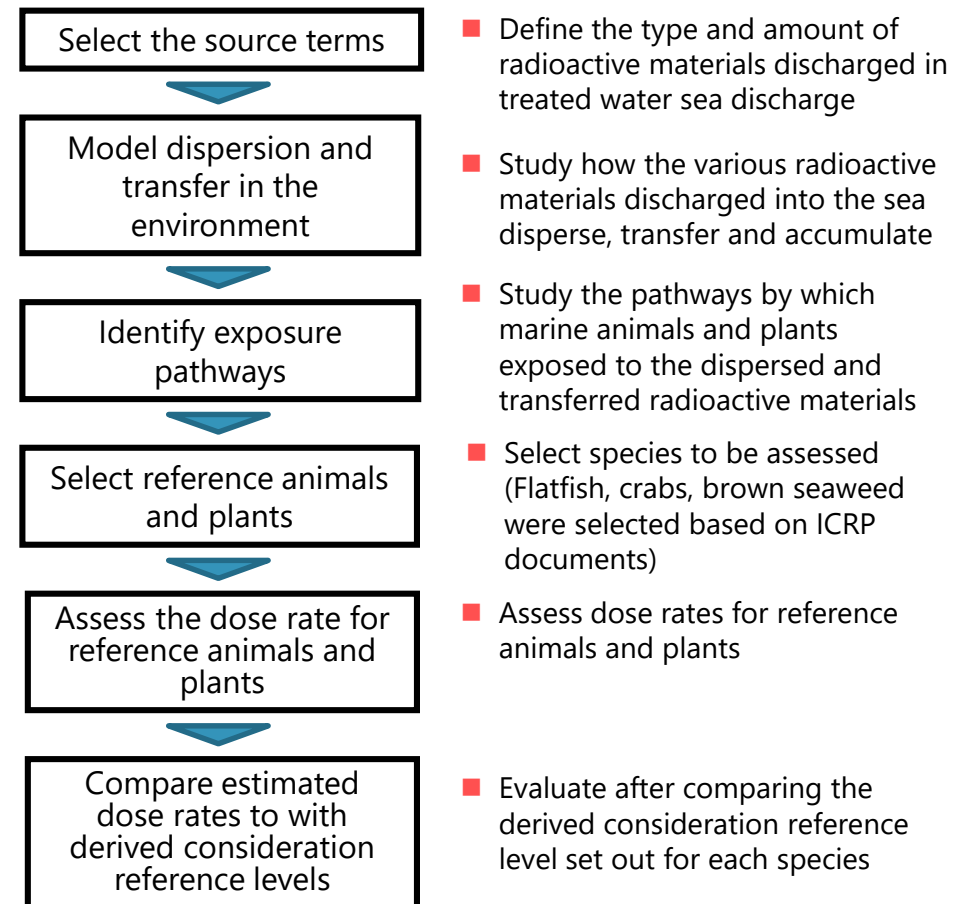 Select the source terms
Define the type and amount of
radioactive materials discharged in
treated water sea discharge
Model dispersion and
transfer in the
environment
Study how the various radioactive
materials discharged into the sea
disperse, transfer and accumulate
Identify exposure
pathways
Study the pathways by which
marine animals and plants
exposed to the dispersed and
transferred radioactive materials
Select reference animals
and plants
Select species to be assessed
(Flatfish, crabs, brown seaweed
were selected based on ICRP
documents)
Assess the dose rate for
reference animals and
plants
Assess dose rates for reference
animals and plants
Compare estimated
dose rates to with
derived consideration
reference levels
Evaluate after comparing the
derived consideration reference
level set out for each species